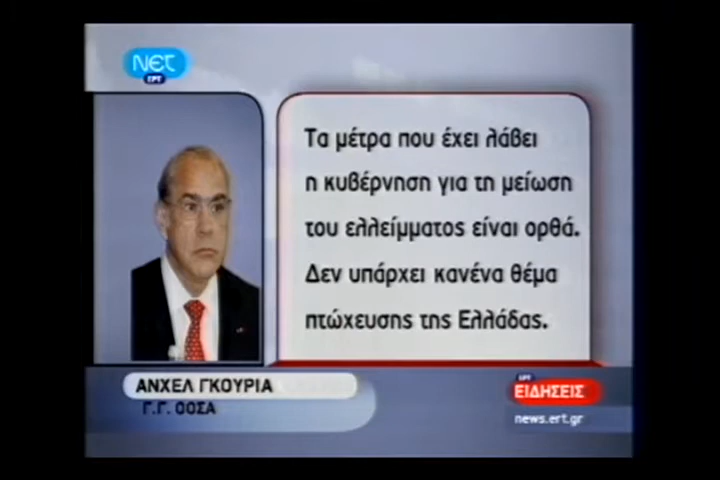 ΝΕΤ
ΕΡΤ
Τα μέτρα που έχει λάβει
η κυβέρνηση για τη μείωση
του ελλείμματος είναι ορθά.
Δεν υπάρχει κανένα θέμα
πτώχευσης της Ελλάδας.
ΑΝΧΕΛ ΓΚΟΥΡΙΑ
Γ.Γ. ΟΟΣΑ
ΕΡΤ
ΕΙΔΗΣΕΙΣ
news.ert.gr